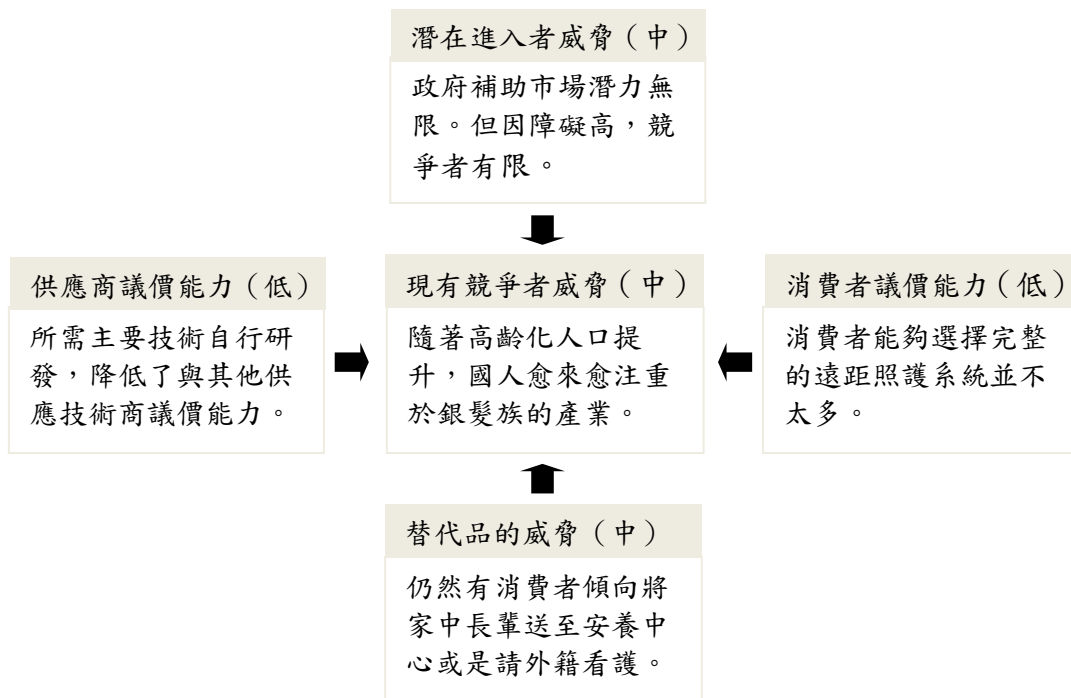 潛在進入者威脅（中）
政府補助市場潛力無
限。但因障礙高，競
爭者有限。
供應商議價能力（低）
所需主要技術自行研
發，降低了與其他供
應技術商議價能力。
現有競爭者威脅（中）
隨著高齡化人口提
升，國人愈來愈注重
於銀髮族的產業。
消費者議價能力（低）
消費者能夠選擇完整
的遠距照護系統並不
太多。
替代品的威脅（中）
仍然有消費者傾向將
家中長輩送至安養中
心或是請外籍看護。